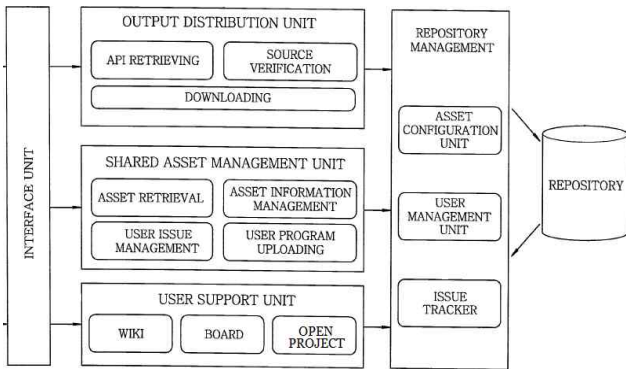 INTERFACE UNIT
OUTPUT DISTRIBUTION UNIT
API RETRIEVING
SOURCE
VERIFICATION
DOWNLOADING
SHARED ASSET MANAGEMENT UNIT
ASSET RETRIEVAL
ASSET INFORMATION
MANAGEMENT
USER ISSUE
MANAGEMENT
USER PROGRAM
UPLOADING
USER SUPPORT UNIT
WIKI
BOARD
OPEN
PROJECT
REPOSITORY
MANAGEMENT
ASSET
CONFIGURATION
UNIT
USER
MANAGEMENT
UNIT
ISSUE
TRACKER
REPOSITORY